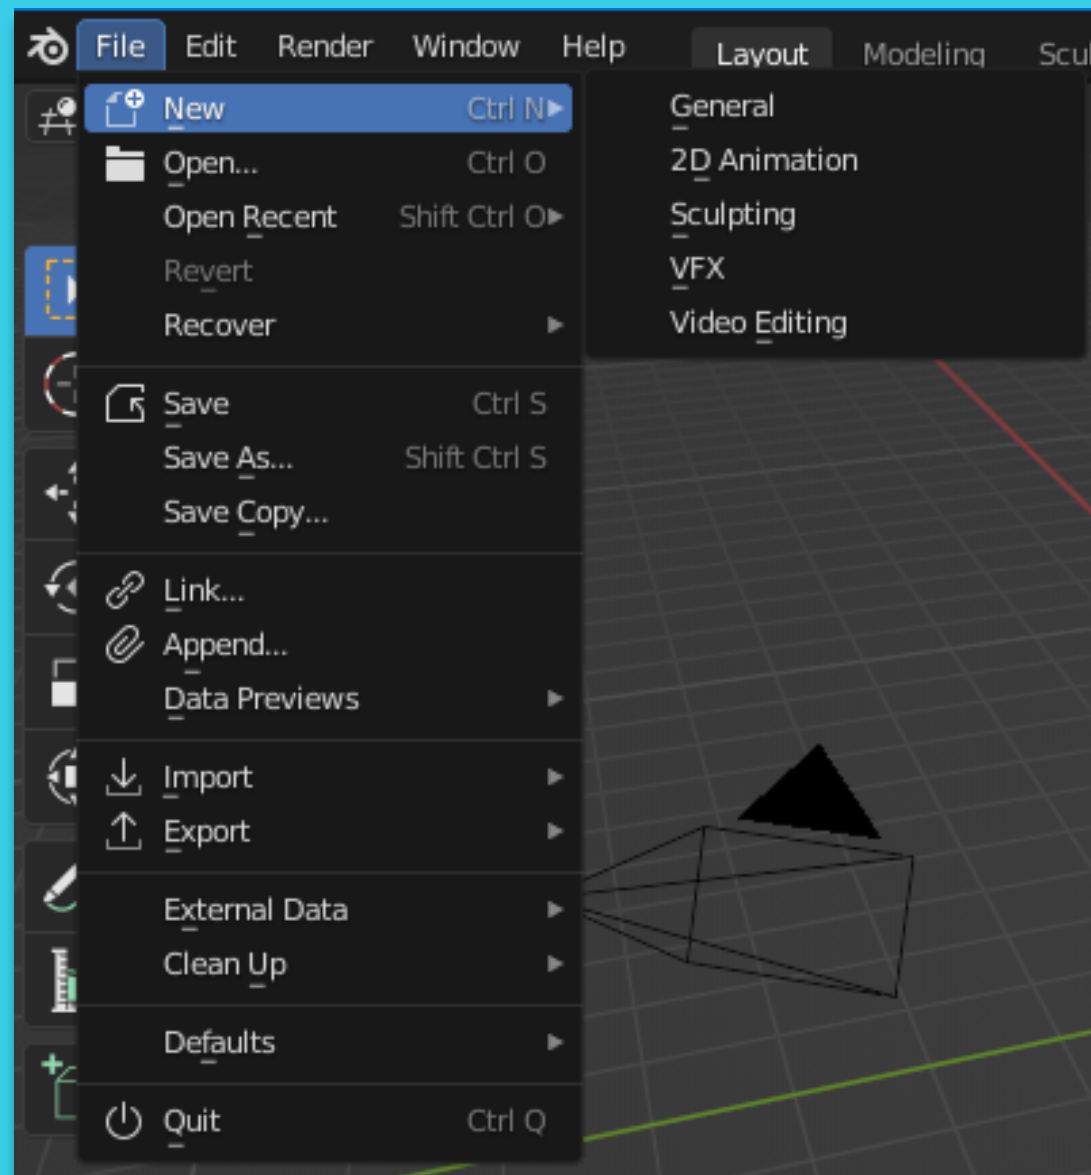 File Edit Render Window Help Layout Modeling
New Ctrl N
Open... Ctrl O
Open Recent Shift Ctrl O
Revert
Recover
Save Ctrl S
Save As... Shift Ctrl S
Save Copy...
Link...
Append...
Data Previews
Import
Export
External Data
Clean Up
Defaults
Quit Ctrl Q
General
2D Animation
Sculpting
VFX
Video Editing